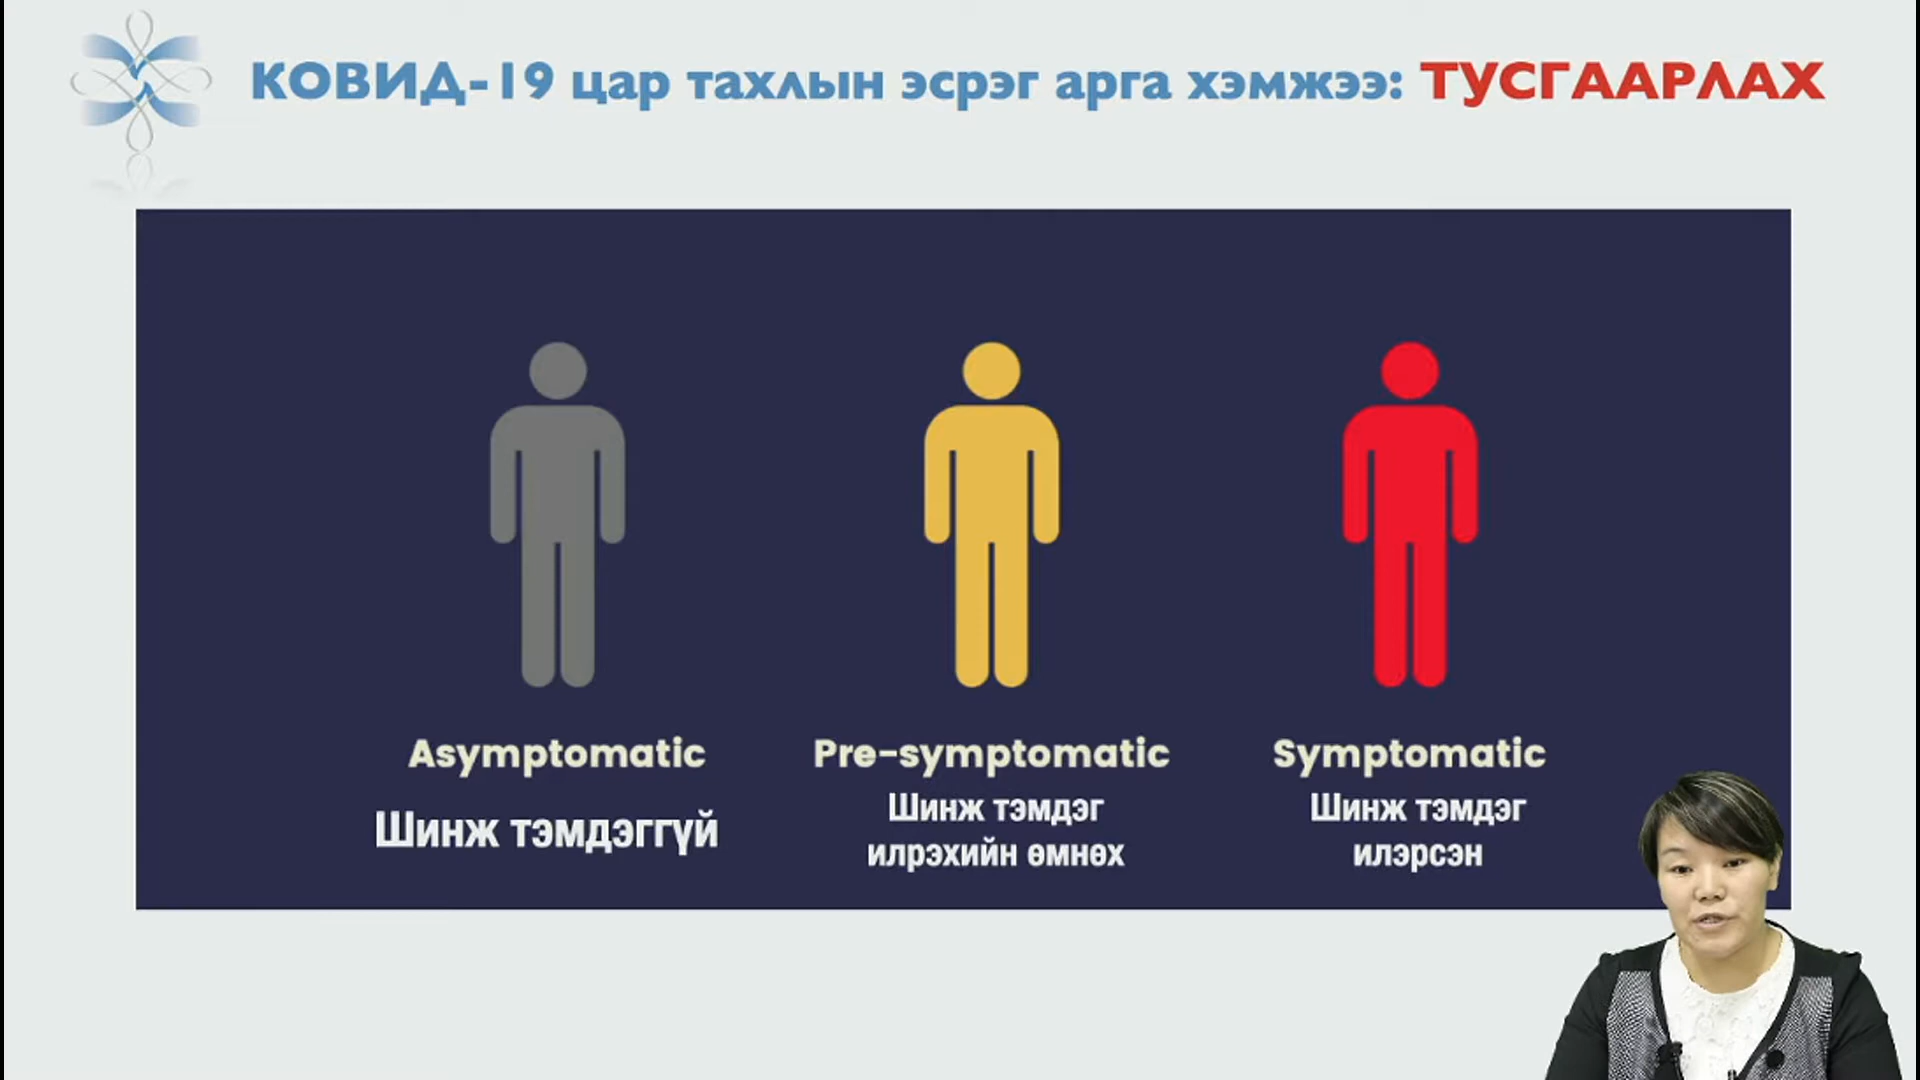 КОВИД-19 цар тахлын эсрэг арга хэмжээ: ТУСГААРЛАХ
Asymptomatic
Шинж тэмдэггүй
Pre-symptomatic
Шинж тэмдэг
илрэхийн өмнөх
Symptomatic
Шинж тэмдэг
илэрсэн